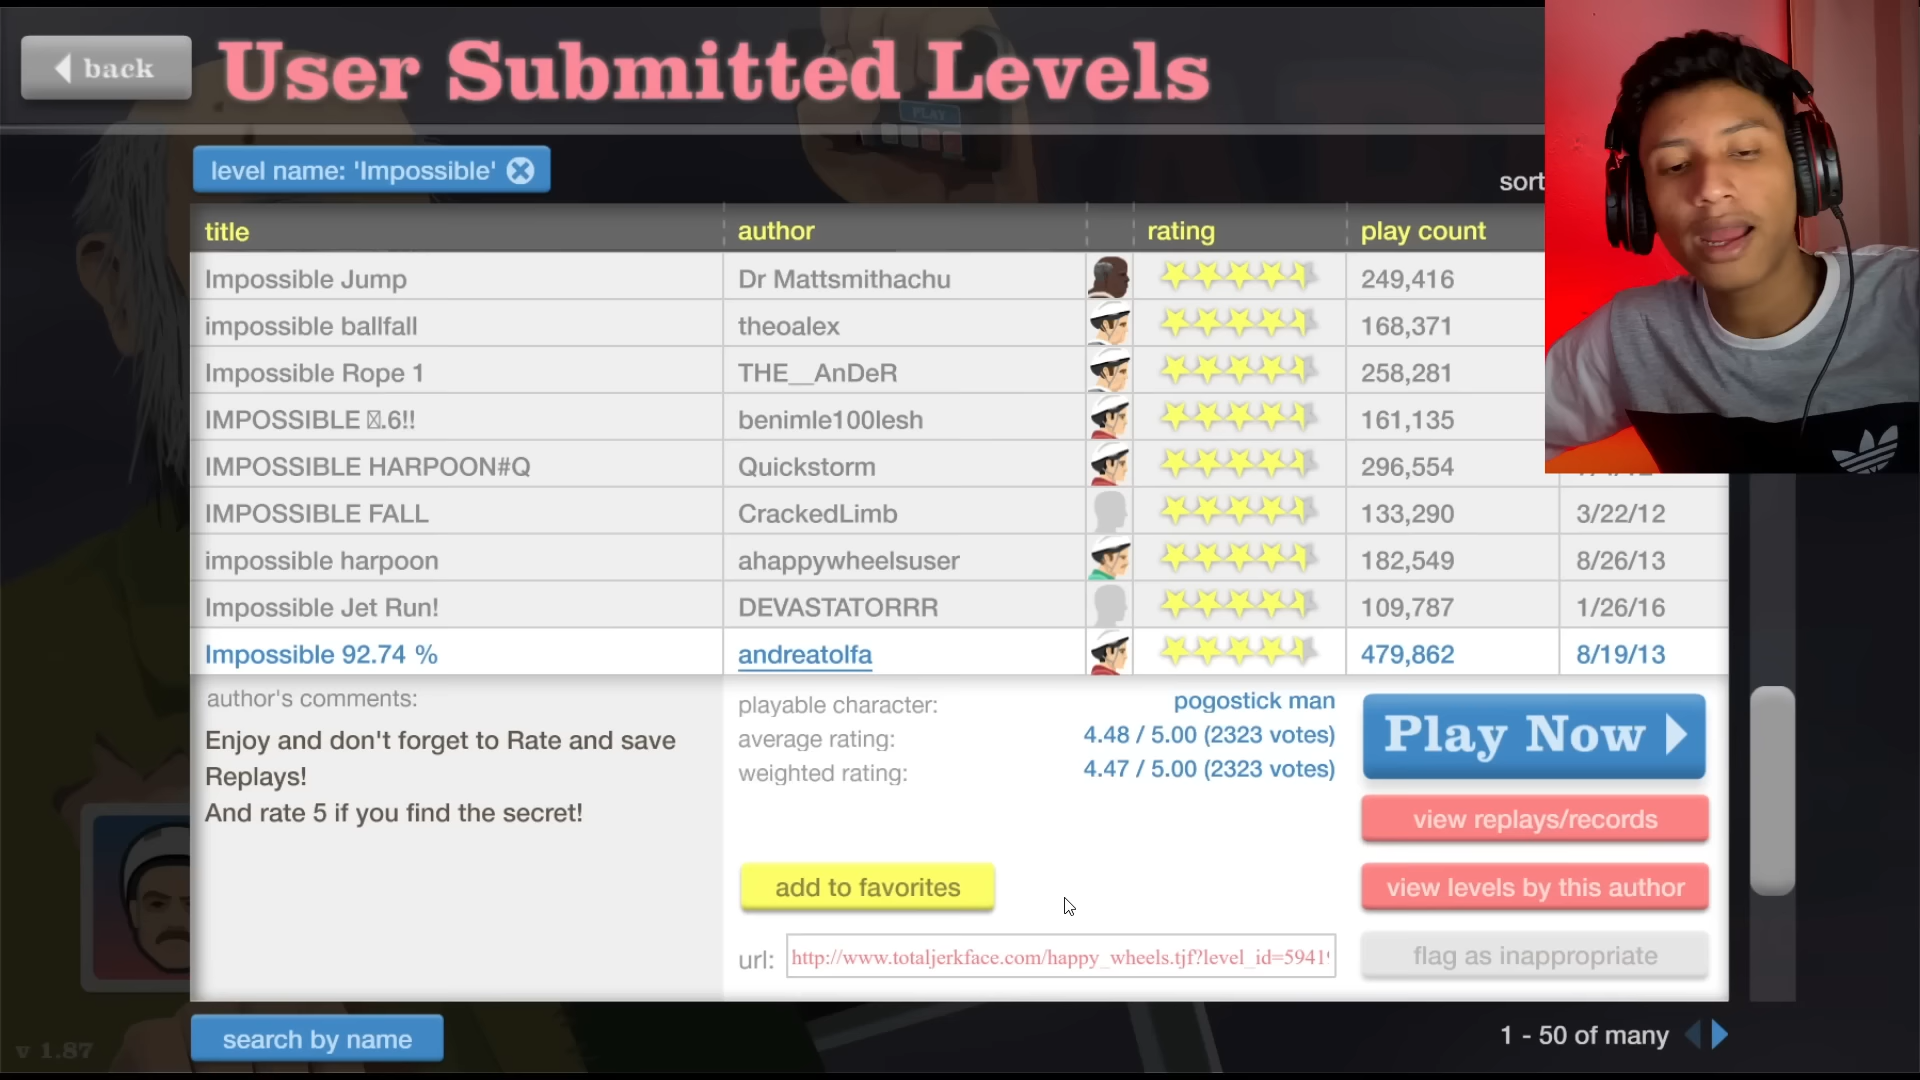 back
User Submitted Levels
PLAY
level name: 'Impossible'
sort
title author rating play count
Impossible Jump Dr Mattsmithachu 249,416
impossible ballfall theoalex 168,371
Impossible Rope 1 THE__AnDeR 258,281
IMPOSSIBLE .6!! benimle100lesh 161,135
IMPOSSIBLE HARPOON#Q Quickstorm 296,554
IMPOSSIBLE FALL CrackedLimb 133,290 3/22/12
impossible harpoon ahappywheelsuser 182,549 8/26/13
Impossible Jet Run! DEVASTATORRR 109,787 1/26/16
Impossible 92.74 % andreatolfa 479,862 8/19/13
author's comments:
Enjoy and don't forget to Rate and save
Replays!
And rate 5 if you find the secret!
playable character: pogostick man
average rating: 4.48 / 5.00 (2323 votes)
weighted rating: 4.47 / 5.00 (2323 votes)
add to favorites
url: http://www.totaljerkface.com/happy_wheels.tjf?level_id=5941
Play Now
view replays/records
view levels by this author
flag as inappropriate
search by name
1 - 50 of many
v 1.87